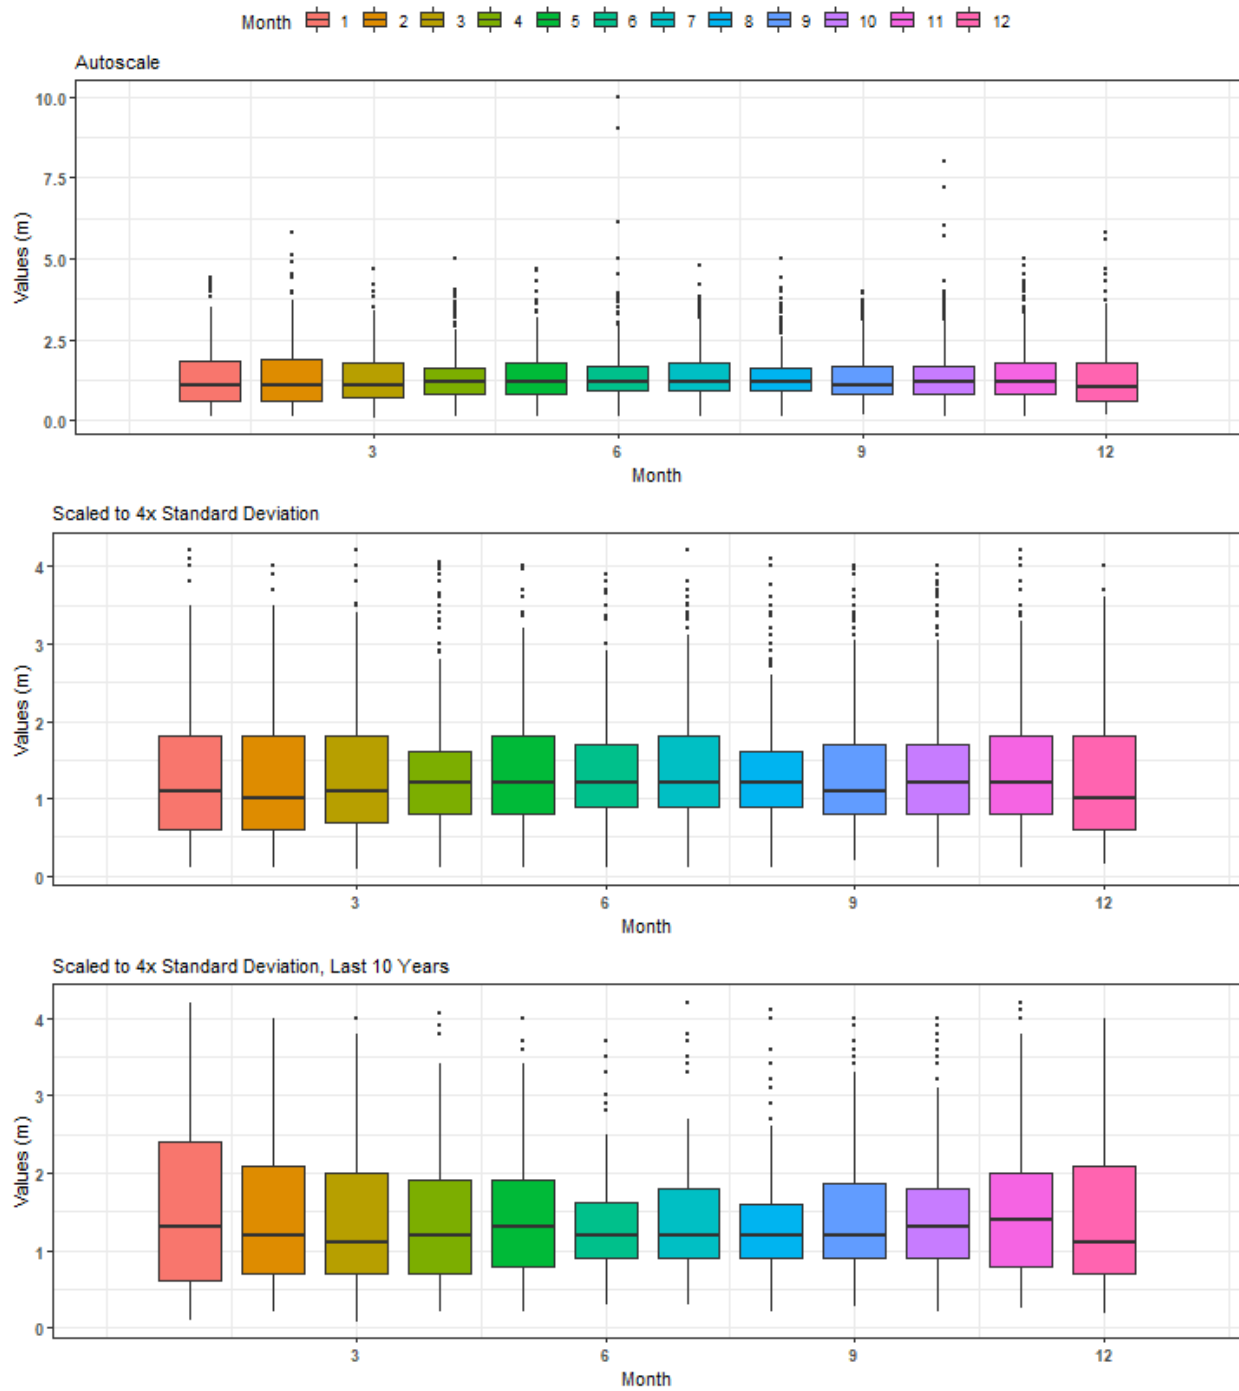 Month 1 2 3 4 5 6 7 8 9 10 11 12
Autoscale
10.0
7.5
5.0
2.5
0.0
Values (m)
3 6 9 12
Month
Scaled to 4x Standard Deviation
4
3
2
1
0
Values (m)
3 6 9 12
Month
Scaled to 4x Standard Deviation, Last 10 Years
4
3
2
1
0
Values (m)
3 6 9 12
Month